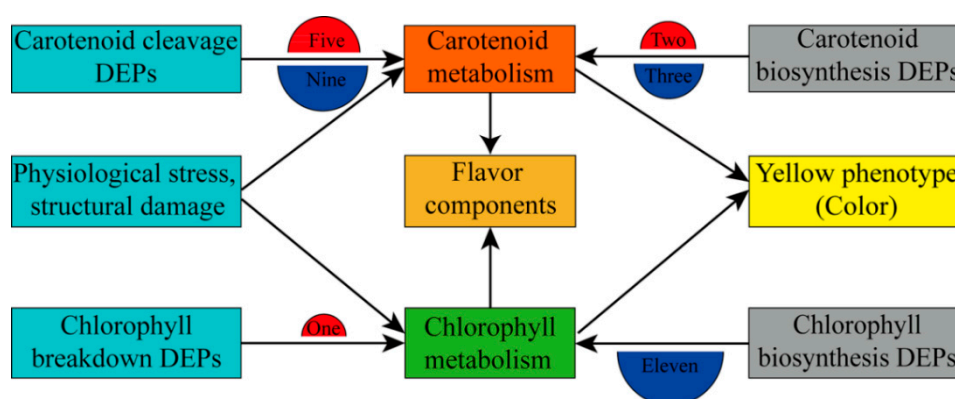 Carotenoid cleavage
DEPs
Five
Nine
Carotenoid
metabolism
Two
Three
Carotenoid
biosynthesis DEPs
Physiological stress,
structural damage
Flavor
components
Yellow phenotype
(Color)
Chlorophyll
breakdown DEPs
One
Chlorophyll
metabolism
Eleven
Chlorophyll
biosynthesis DEPs